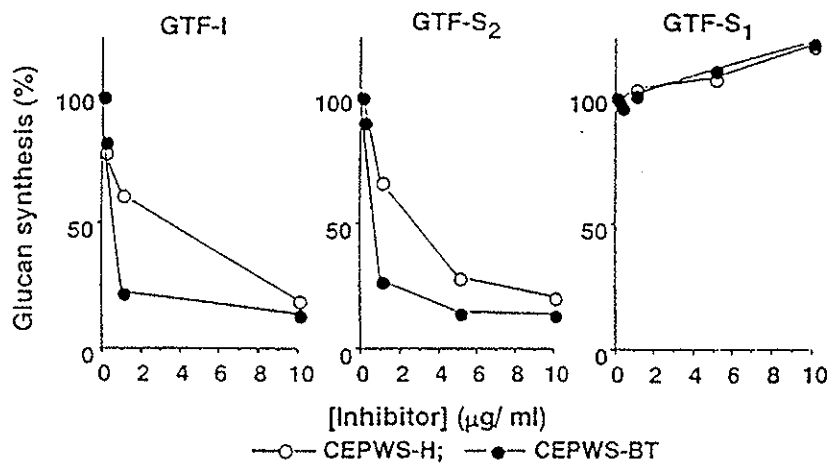 GTF-I
GTF-S2
GTF-S1
Glucan synthesis (%)
100
50
0
100
50
0
100
50
0
0 2 4 6 8 10
0 2 4 6 8 10
0 2 4 6 8 10
[Inhibitor] (μg/ ml)
CEPWS-H; CEPWS-BT